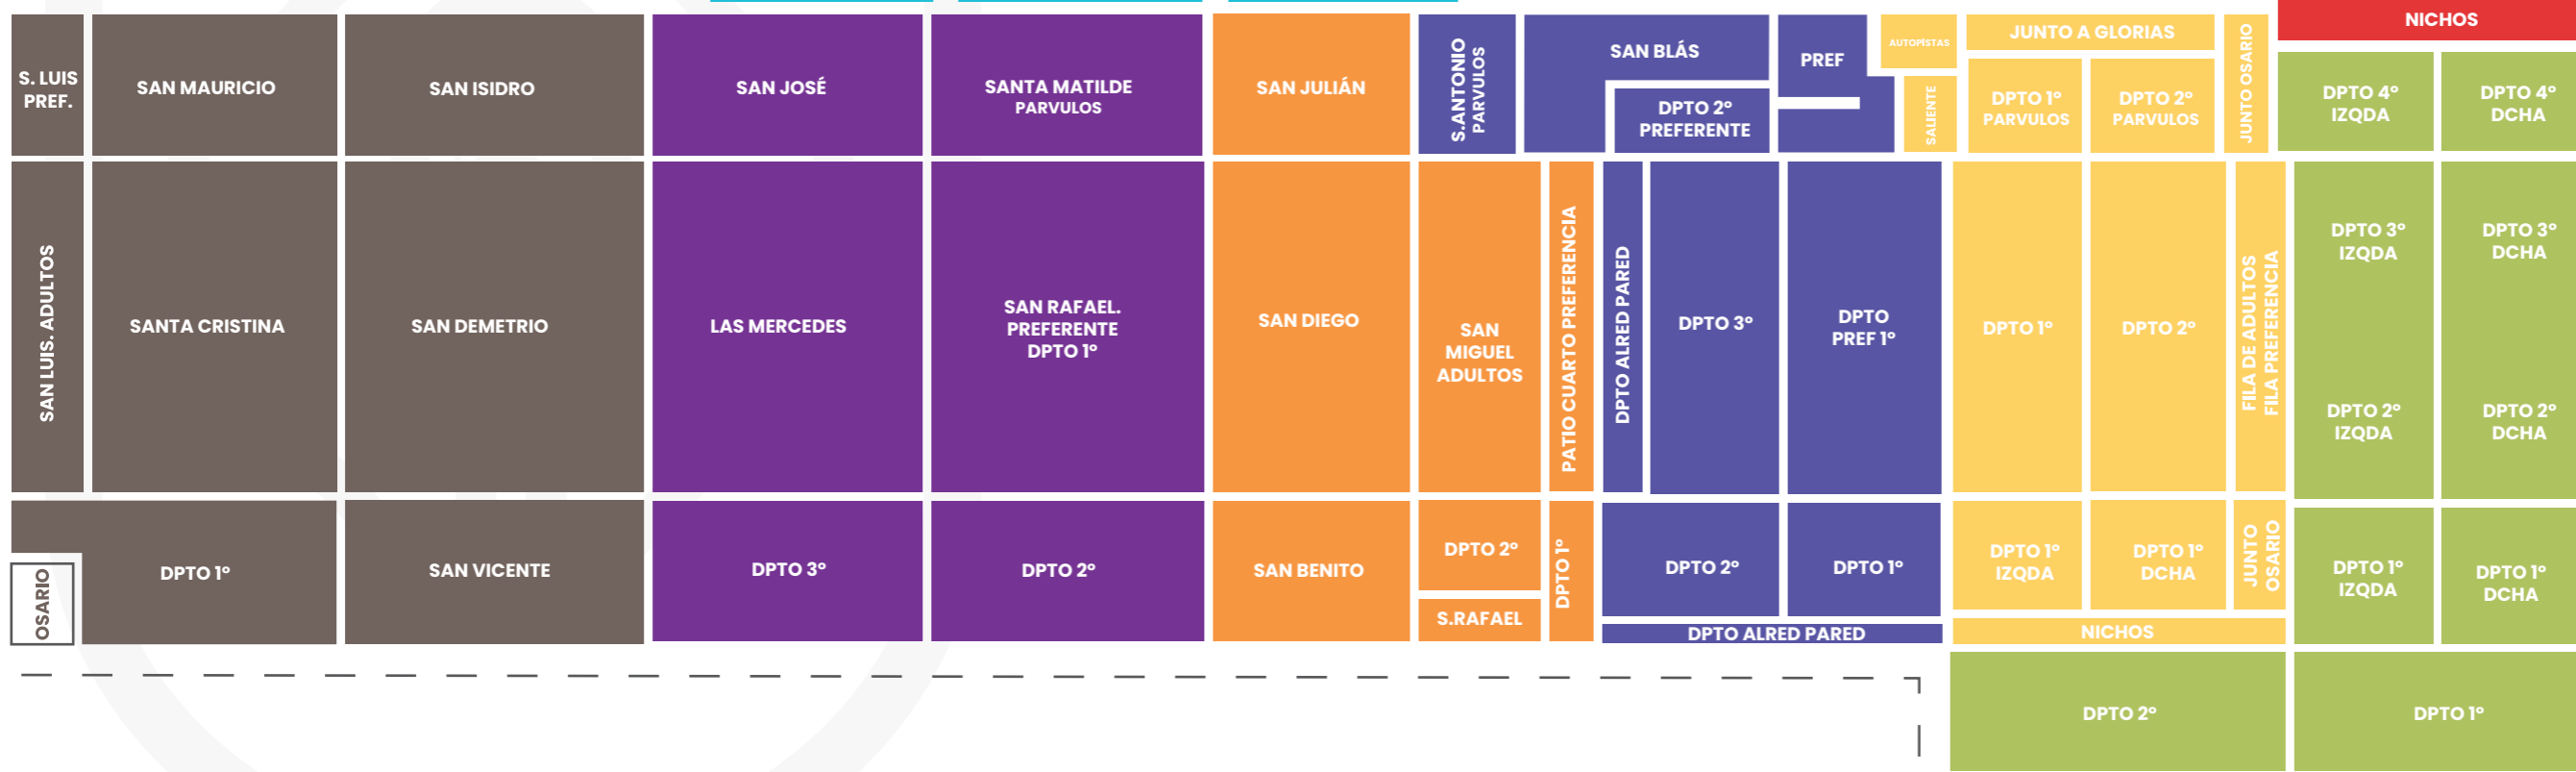 S. LUIS
PREF.
SAN MAURICIO
SAN ISIDRO
SAN JOSÉ
SANTA MATILDE
PARVULOS
SAN JULIÁN
S.ANTONIO
PARVULOS
SAN BLÁS
DPTO 2º
PREFERENTE
PREF
AUTOPÍSTAS
SALIENTE
JUNTO A GLORIAS
DPTO 1º
PARVULOS
DPTO 2º
PARVULOS
JUNTO OSARIO
NICHOS
DPTO 4º
IZQDA
DPTO 4º
DCHA
SAN LUIS. ADULTOS
SANTA CRISTINA
SAN DEMETRIO
LAS MERCEDES
SAN RAFAEL.
PREFERENTE
DPTO 1º
SAN DIEGO
SAN
MIGUEL
ADULTOS
PATIO CUARTO PREFERENCIA
DPTO ALRED PARED
DPTO 3º
DPTO
PREF 1º
DPTO 1º
DPTO 2º
FILA DE ADULTOS
FILA PREFERENCIA
DPTO 3º
IZQDA
DPTO 3º
DCHA
DPTO 2º
IZQDA
DPTO 2º
DCHA
OSARIO
DPTO 1º
SAN VICENTE
DPTO 3º
DPTO 2º
SAN BENITO
DPTO 2º
S.RAFAEL
DPTO 1º
DPTO 2º
DPTO 1º
DPTO ALRED PARED
DPTO 1º
IZQDA
DPTO 1º
DCHA
JUNTO
OSARIO
NICHOS
DPTO 1º
IZQDA
DPTO 1º
DCHA
DPTO 2º
DPTO 1º